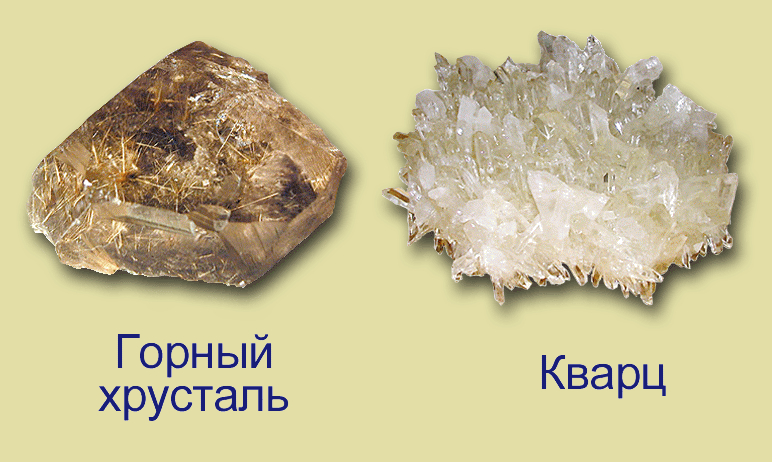 Горный
хрусталь
Кварц